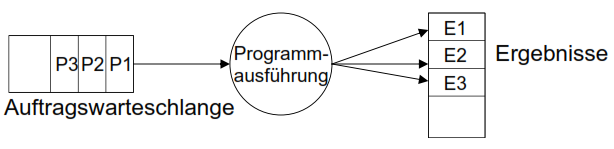 P3 P2 P1
Auftragswarteschlange
Programm-
ausführung
E1
E2
E3
Ergebnisse